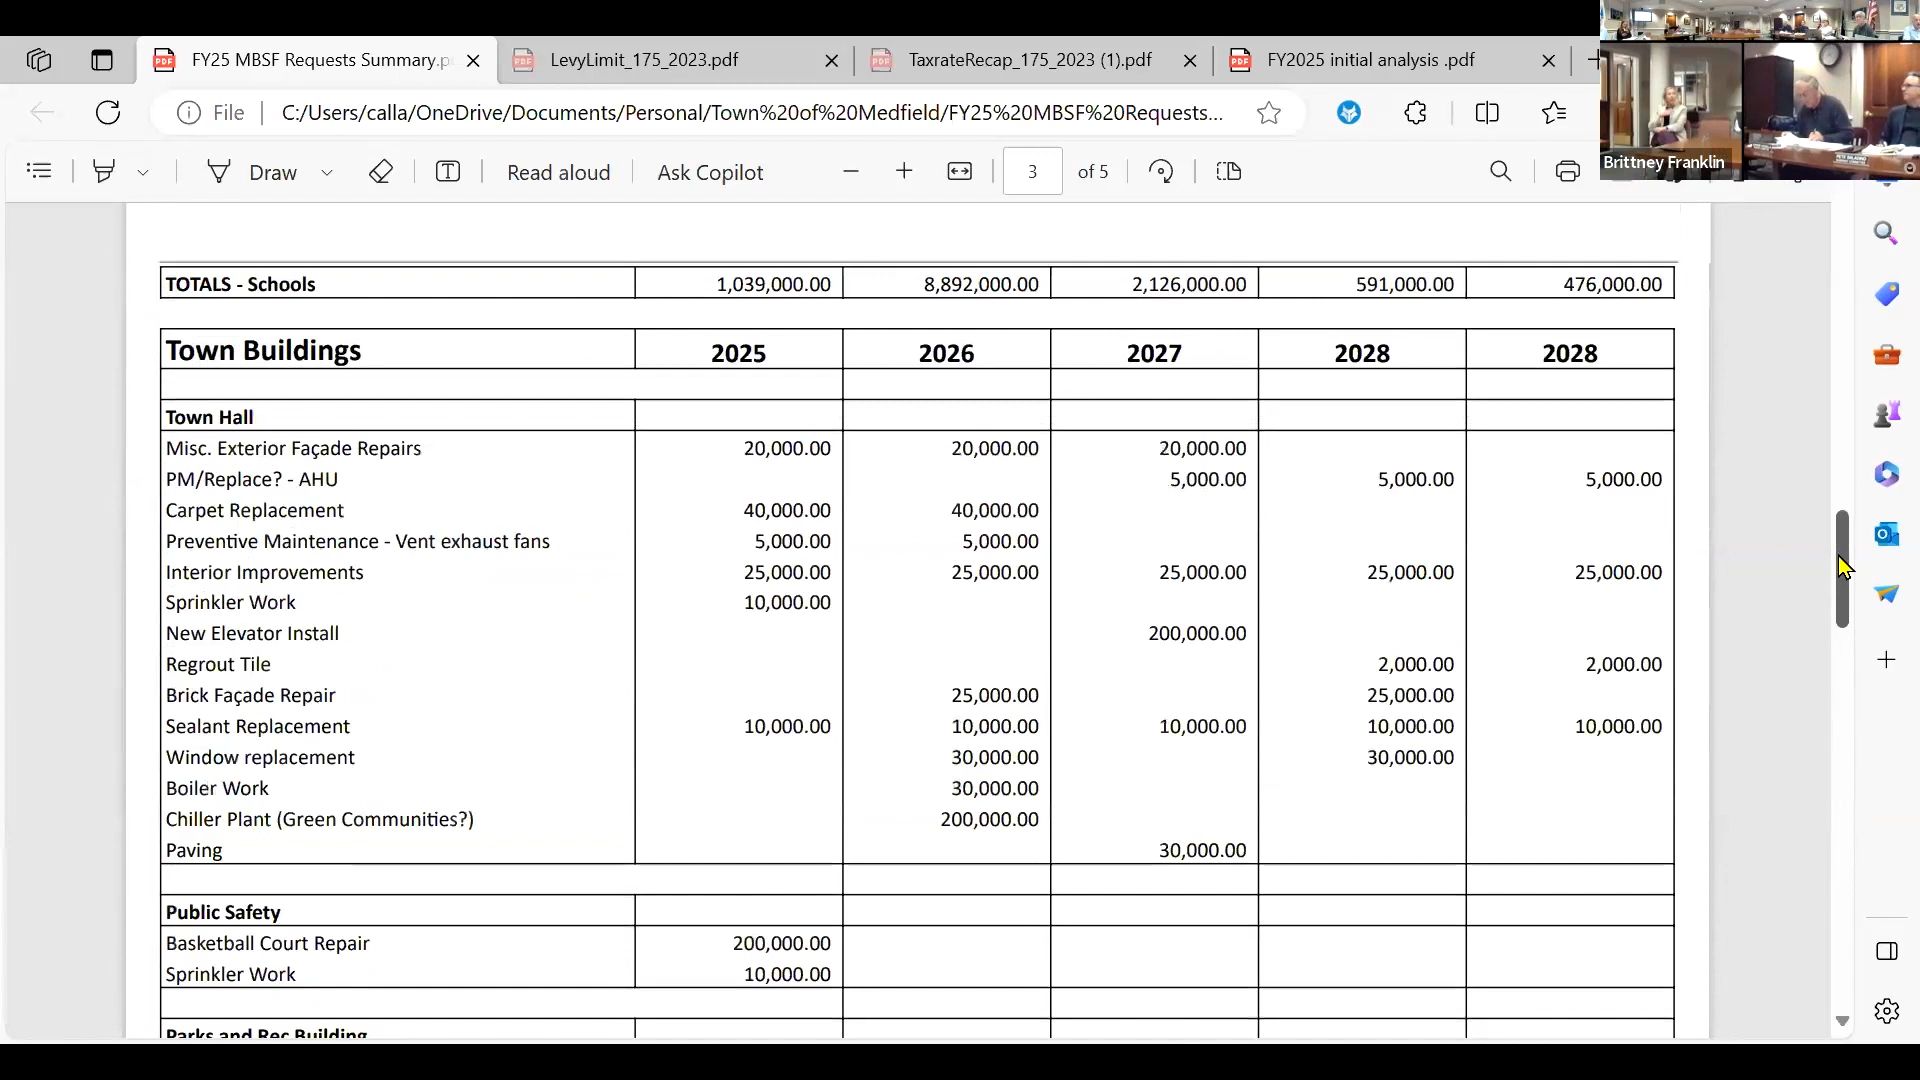 FY25 MBSF Requests Summary.p
LevyLimit_175_2023.pdf
TaxrateRecap_175_2023 (1).pdf
FY2025 initial analysis .pdf
File
C:/Users/calla/OneDrive/Documents/Personal/Town%20of%20Medfield/FY25%20MBSF%20Requests...
Draw
Read aloud
Ask Copilot
3 of 5
Brittney Franklin
TOTALS - Schools 1,039,000.00 8,892,000.00 2,126,000.00 591,000.00 476,000.00
Town Buildings 2025 2026 2027 2028 2028
Town Hall
Misc. Exterior Façade Repairs 20,000.00 20,000.00 20,000.00
PM/Replace? - AHU 5,000.00 5,000.00 5,000.00
Carpet Replacement 40,000.00 40,000.00
Preventive Maintenance - Vent exhaust fans 5,000.00 5,000.00
Interior Improvements 25,000.00 25,000.00 25,000.00 25,000.00 25,000.00
Sprinkler Work 10,000.00
New Elevator Install 200,000.00
Regrout Tile 2,000.00 2,000.00
Brick Façade Repair 25,000.00 25,000.00
Sealant Replacement 10,000.00 10,000.00 10,000.00 10,000.00 10,000.00
Window replacement 30,000.00 30,000.00
Boiler Work 30,000.00
Chiller Plant (Green Communities?) 200,000.00
Paving 30,000.00
Public Safety
Basketball Court Repair 200,000.00
Sprinkler Work 10,000.00
Parks and Rec Building